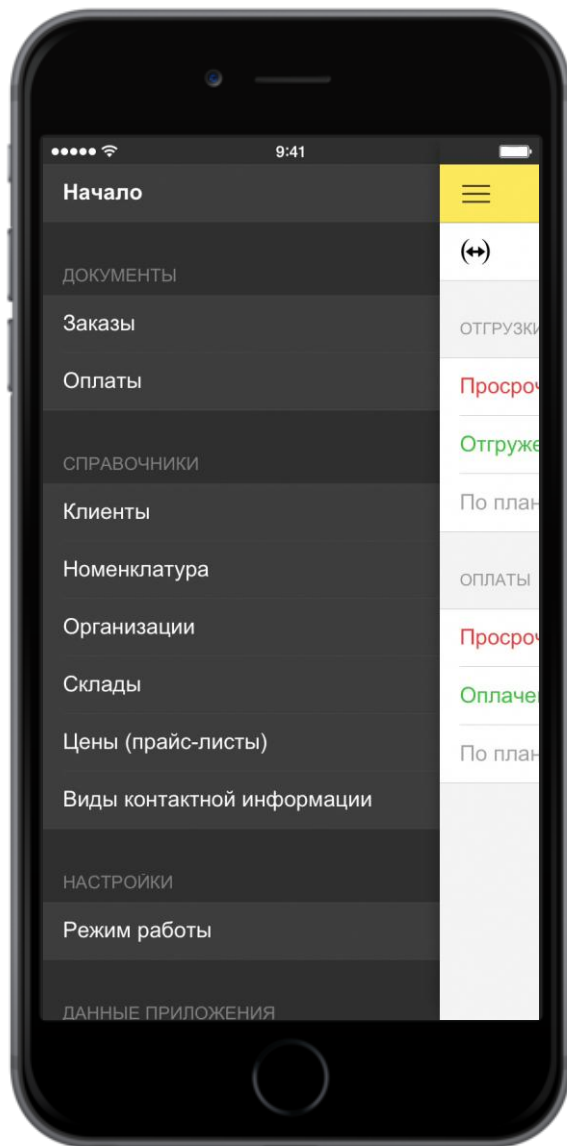 9:41
Начало
ДОКУМЕНТЫ
Заказы
Оплаты
СПРАВОЧНИКИ
Клиенты
Номенклатура
Организации
Склады
Цены (прайс-листы)
Виды контактной информации
НАСТРОЙКИ
Режим работы
ДАННЫЕ ПРИЛОЖЕНИЯ
ОТГРУЗКИ
Просроч
Отгруже
По план
ОПЛАТЫ
Просроч
Оплаче
По план